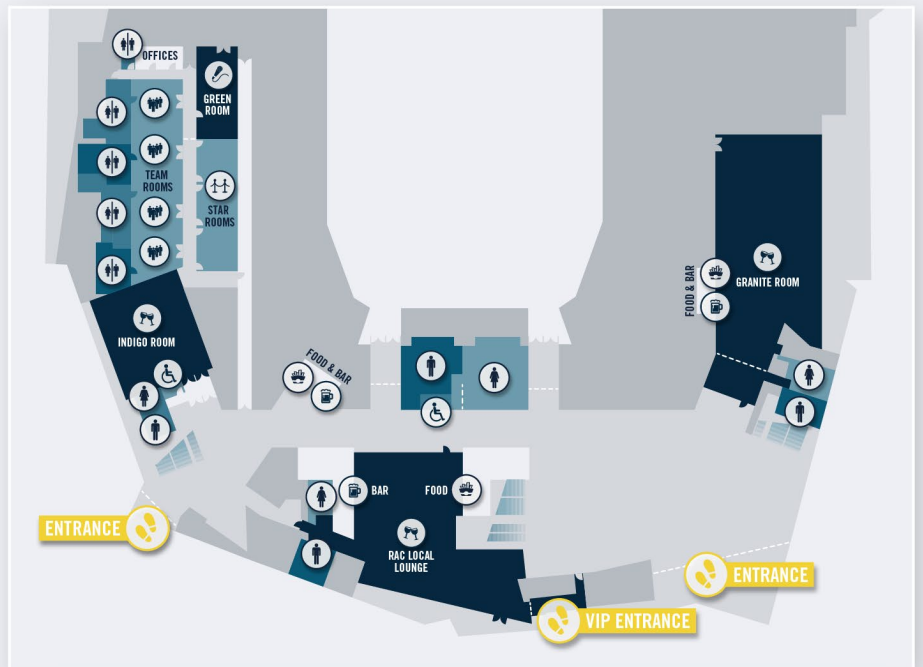 OFFICES
GREEN
ROOM
TEAM
ROOMS
STAR
ROOMS
FOOD & BAR
GRANITE ROOM
INDIGO ROOM
FOOD & BAR
BAR
FOOD
RAC LOCAL
LOUNGE
ENTRANCE
ENTRANCE
VIP ENTRANCE